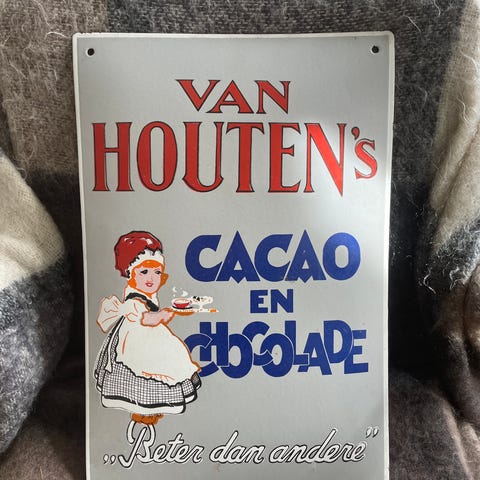 VAN
HOUTEN's
CACAO
EN
CHOCOLADE
„Beter dan andere”